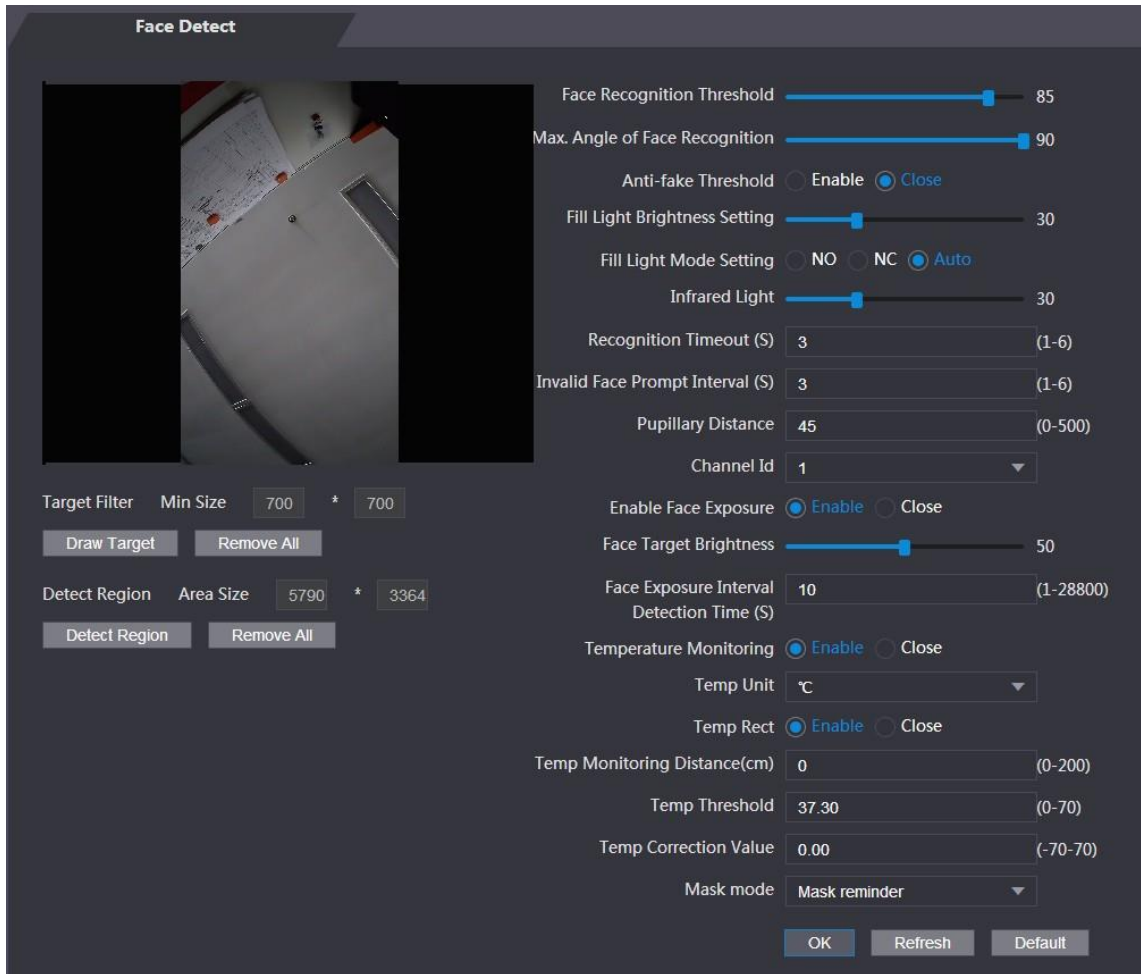 Face Detect
Face Recognition Threshold 85
Max. Angle of Face Recognition 90
Anti-fake Threshold Enable Close
Fill Light Brightness Setting 30
Fill Light Mode Setting NO NC Auto
Infrared Light 30
Recognition Timeout (S) 3 (1-6)
Invalid Face Prompt Interval (S) 3 (1-6)
Pupillary Distance 45 (0-500)
Channel Id 1
Enable Face Exposure Enable Close
Face Target Brightness 50
Face Exposure Interval
Detection Time (S) 10 (1-28800)
Temperature Monitoring Enable Close
Temp Unit ℃
Temp Rect Enable Close
Temp Monitoring Distance(cm) 0 (0-200)
Temp Threshold 37.30 (0-70)
Temp Correction Value 0.00 (-70-70)
Mask mode Mask reminder
OK Refresh Default
Target Filter Min Size 700 * 700
Draw Target Remove All
Detect Region Area Size 5790 * 3364
Detect Region Remove All